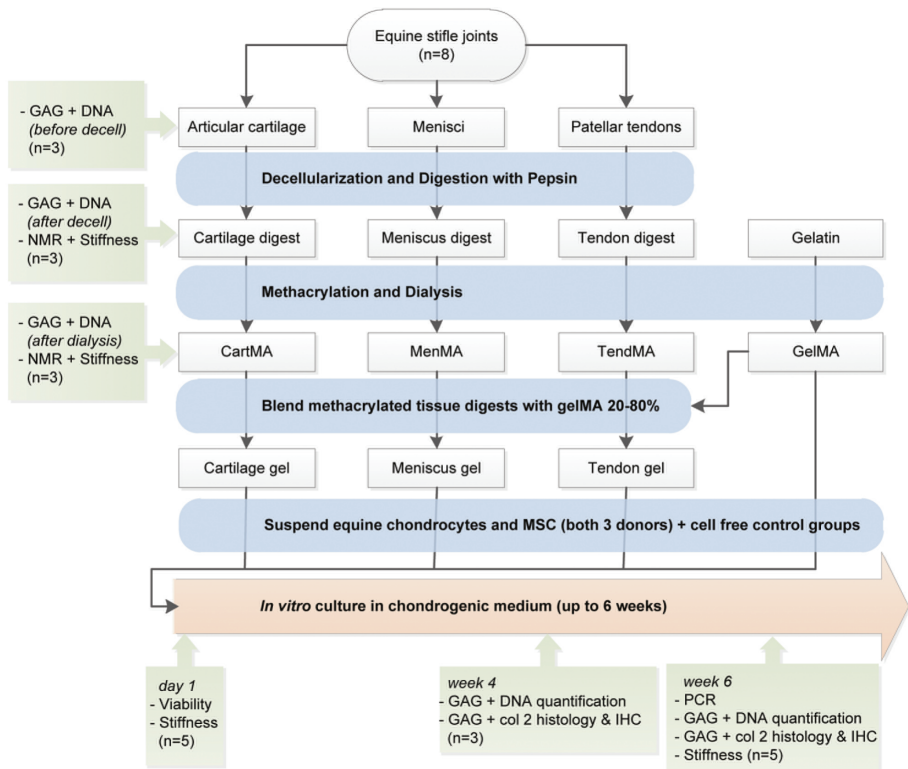 Equine stifle joints
(n=8)
- GAG + DNA
(before decell)
(n=3)
Articular cartilage
Menisci
Patellar tendons
Decellularization and Digestion with Pepsin
- GAG + DNA
(after decell)
- NMR + Stiffness
(n=3)
Cartilage digest
Meniscus digest
Tendon digest
Gelatin
Methacrylation and Dialysis
- GAG + DNA
(after dialysis)
- NMR + Stiffness
(n=3)
CartMA
MenMA
TendMA
GelMA
Blend methacrylated tissue digests with gelMA 20-80%
Cartilage gel
Meniscus gel
Tendon gel
Suspend equine chondrocytes and MSC (both 3 donors) + cell free control groups
In vitro culture in chondrogenic medium (up to 6 weeks)
day 1
- Viability
- Stiffness
(n=5)
week 4
- GAG + DNA quantification
- GAG + col 2 histology & IHC
(n=3)
week 6
- PCR
- GAG + DNA quantification
- GAG + col 2 histology & IHC
- Stiffness (n=5)